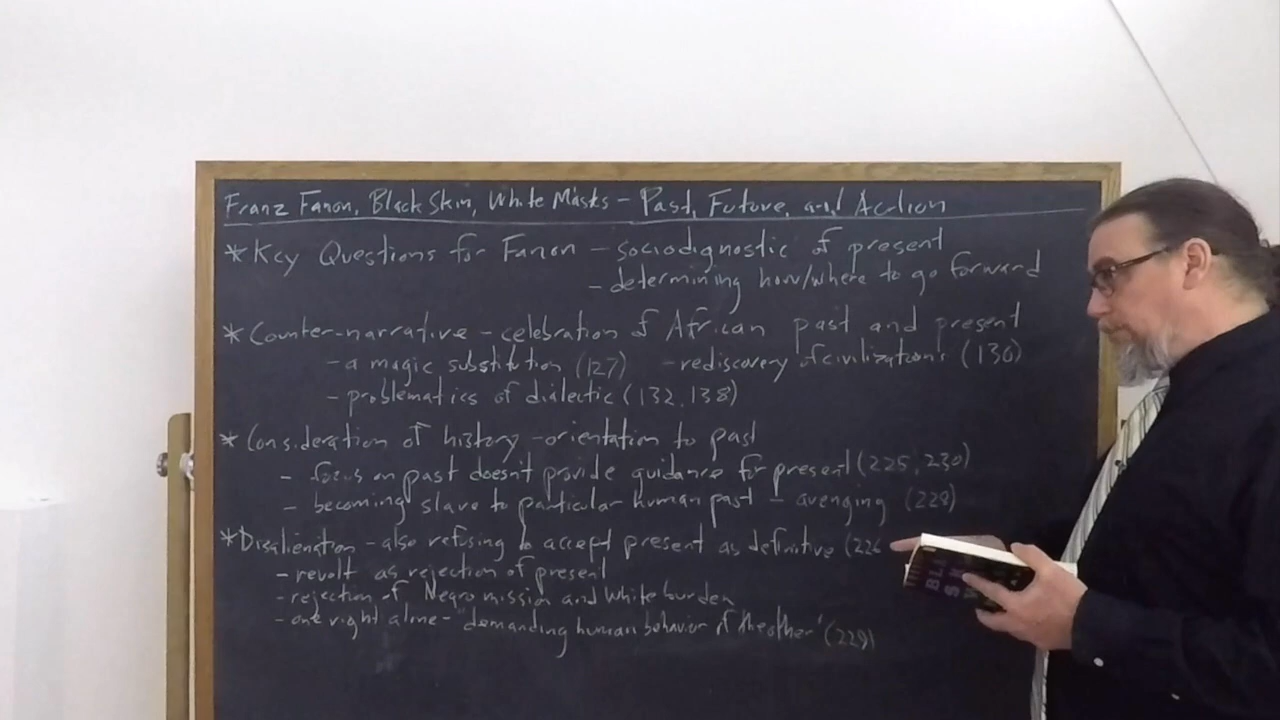 Franz Fanon, Black Skin, White Masks - Past, Future, and Action
* Key Questions for Fanon - sociodignostic of present
- determining how/where to go forward
* Counter-narrative - celebration of African past and present
- a magic substitution (127) - rediscovery of civilizations (130)
- problematics of dialectic (132, 138)
* Consideration of history - orientation to past
- focus on past doesn't provide guidance for present (225, 230)
- becoming slave to particular human past - avenging (229)
* Disalienation - also refusing to accept present as definitive (226
- revolt as rejection of present
- rejection of Negro mission and White burden
- one right alone - "demanding human behavior of the other" (229)